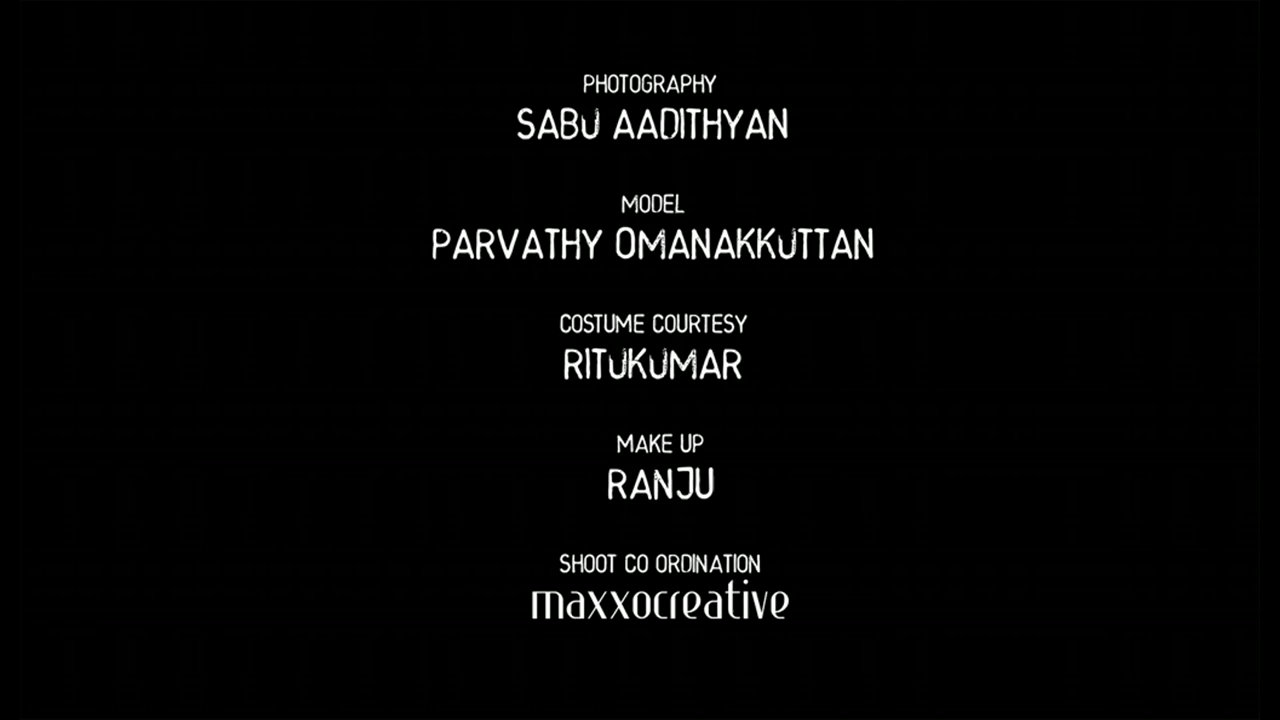 PHOTOGRAPHY
SABU AADITHYAN
MODEL
PARVATHY OMANAKKUTTAN
COSTUME COURTESY
RITUKUMAR
MAKE UP
RANJU
SHOOT CO ORDINATION
maxxocreative